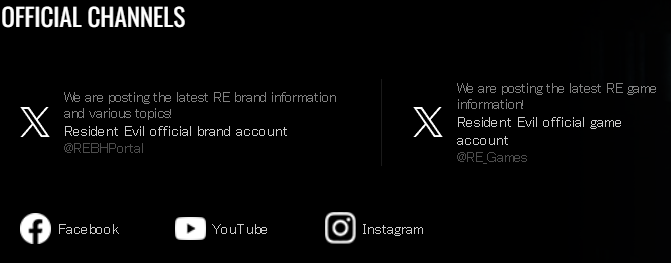 OFFICIAL CHANNELS
We are posting the latest RE brand information
and various topics!
Resident Evil official brand account
@REBHPortal
We are posting the latest RE game
information!
Resident Evil official game
account
@RE_Games
Facebook
YouTube
Instagram